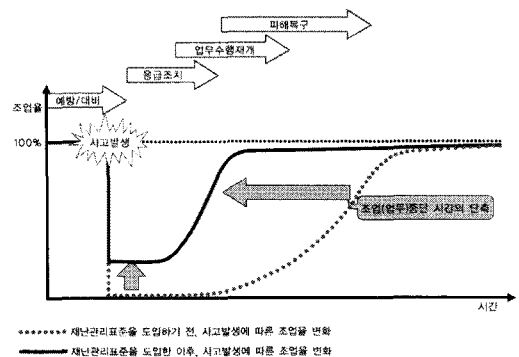 피해복구
업무수행재개
응급조치
예방/대비
조업율
100%
사고발생
조업(업무)중단 시간의 단축
시간
재난관리표준을 도입하기 전, 사고발생에 따른 조업율 변화
재난관리표준을 도입한 이후, 사고발생에 따른 조업율 변화